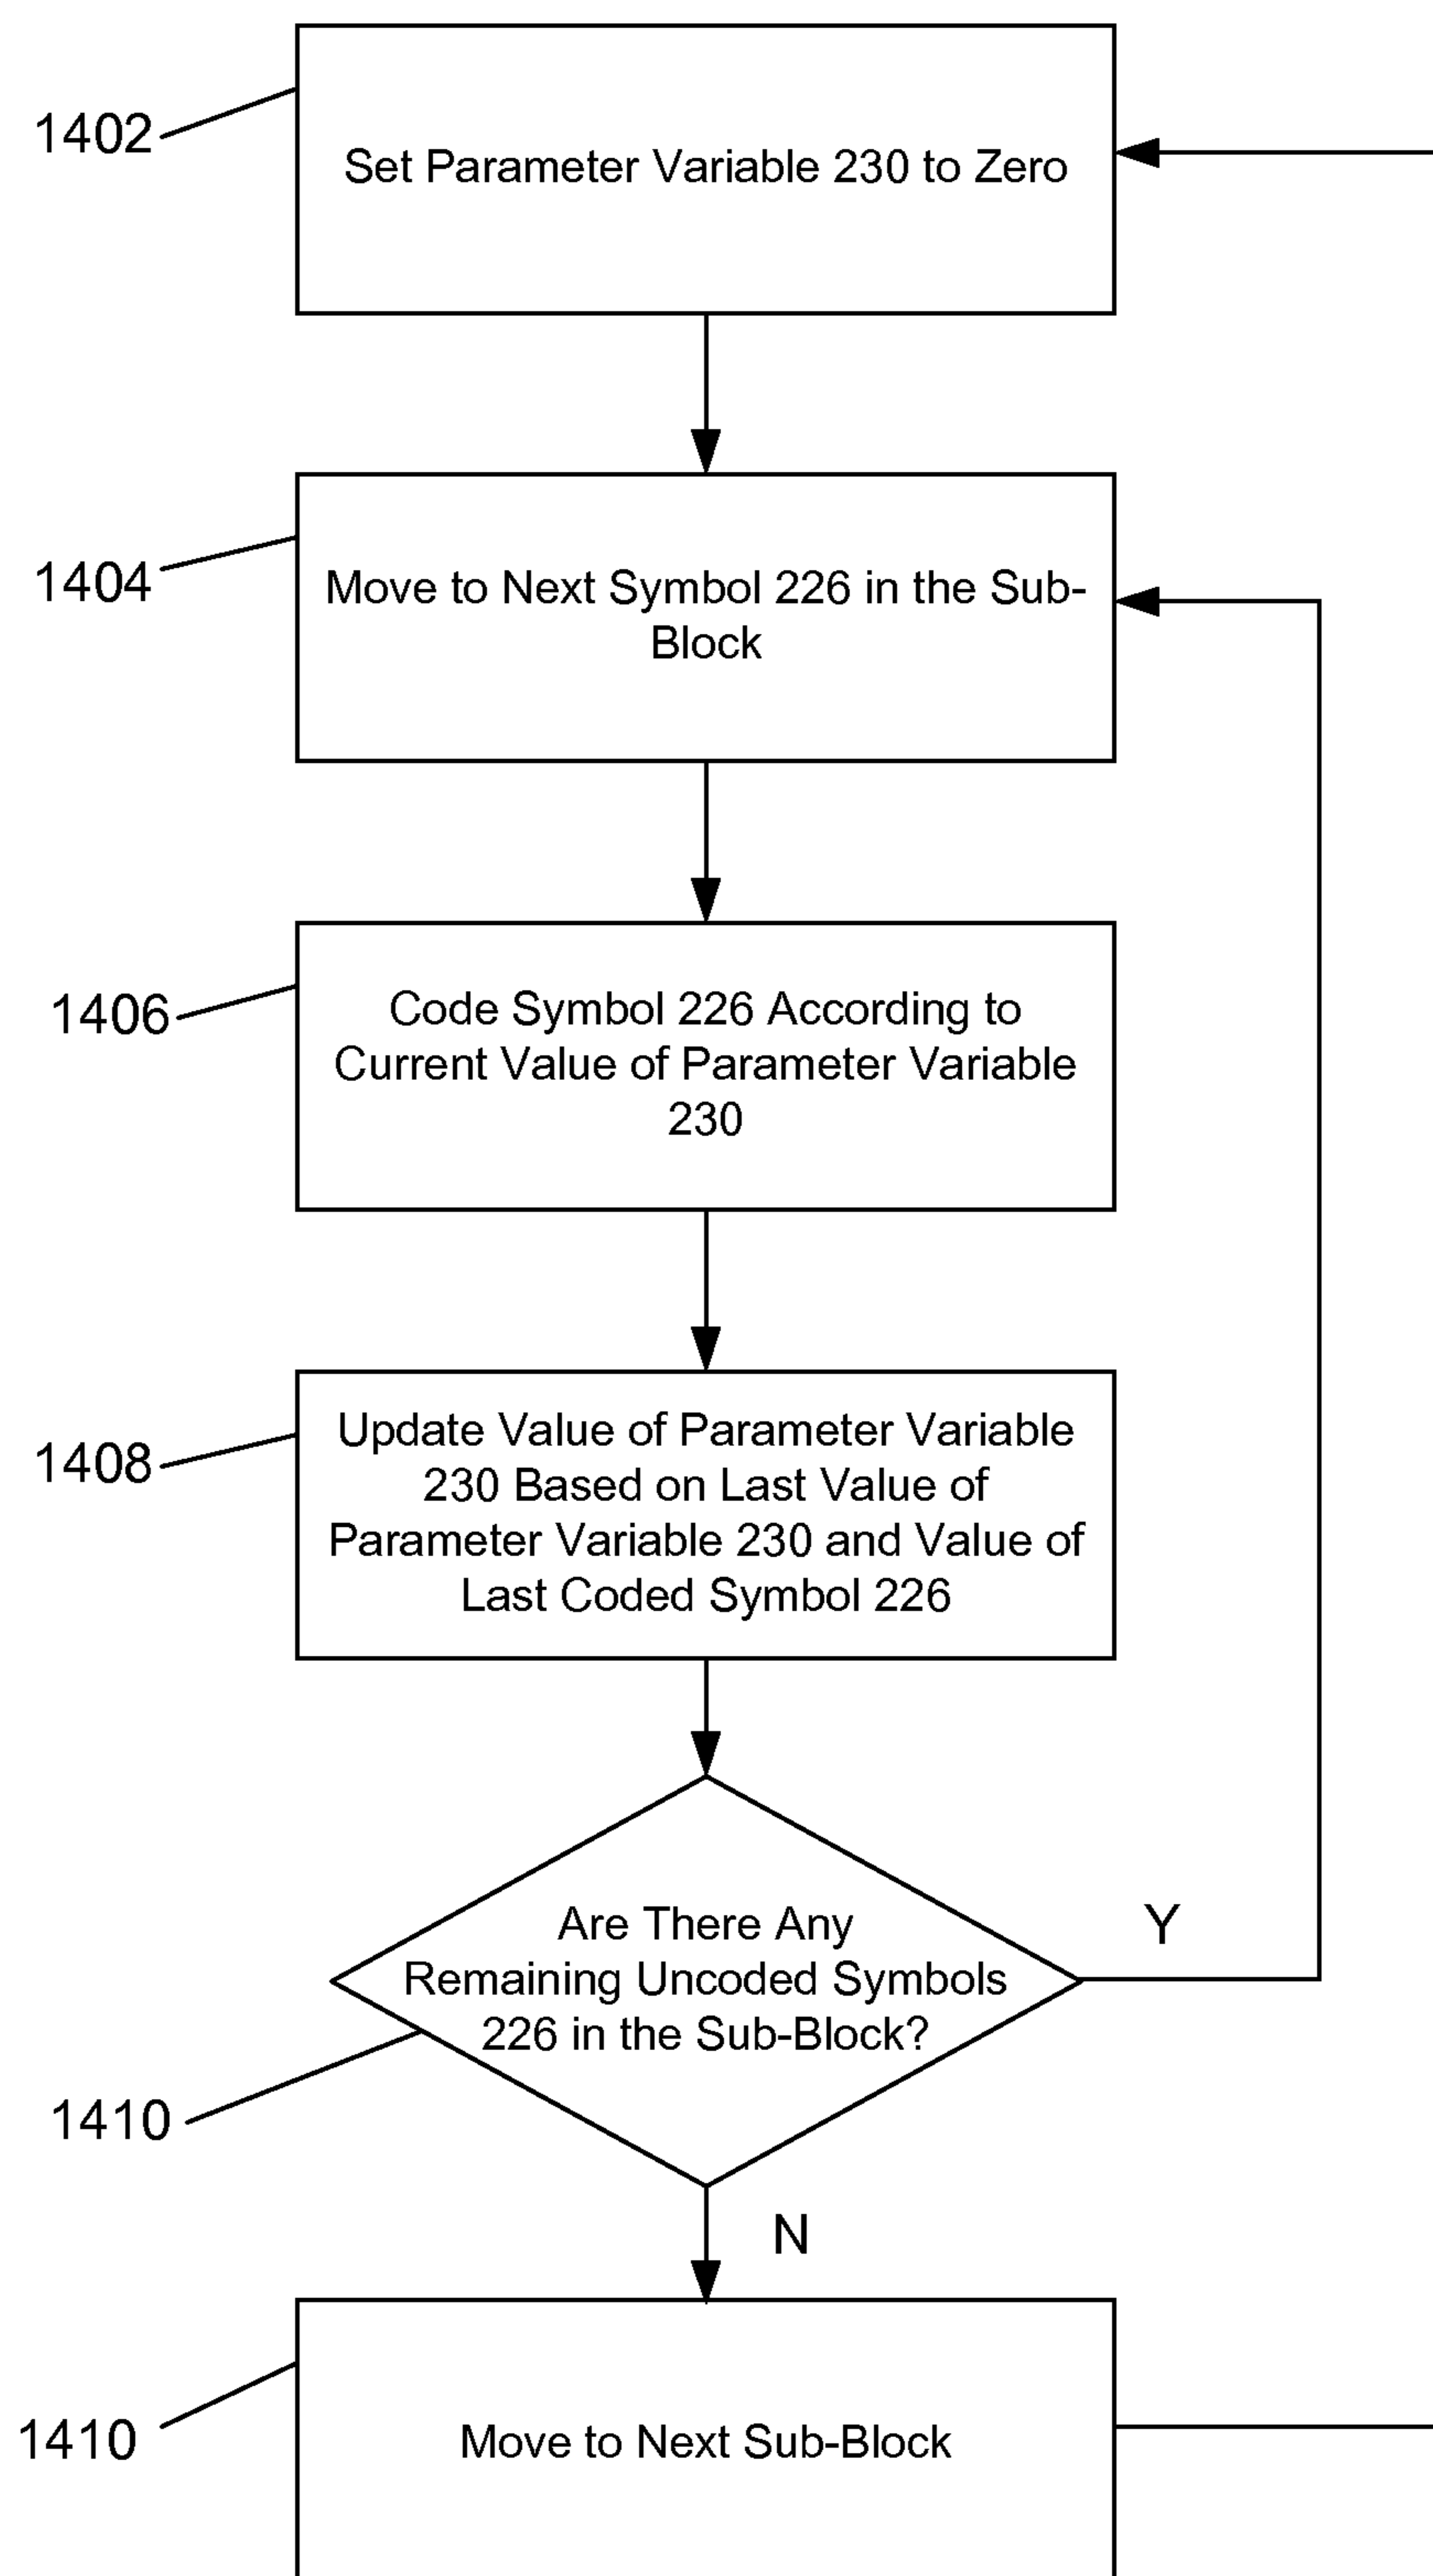 1402
Set Parameter Variable 230 to Zero
1404
Move to Next Symbol 226 in the Sub-
Block
1406
Code Symbol 226 According to
Current Value of Parameter Variable
230
1408
Update Value of Parameter Variable
230 Based on Last Value of
Parameter Variable 230 and Value of
Last Coded Symbol 226
Are There Any
Remaining Uncoded Symbols
226 in the Sub-Block?
Y
1410
N
1410
Move to Next Sub-Block